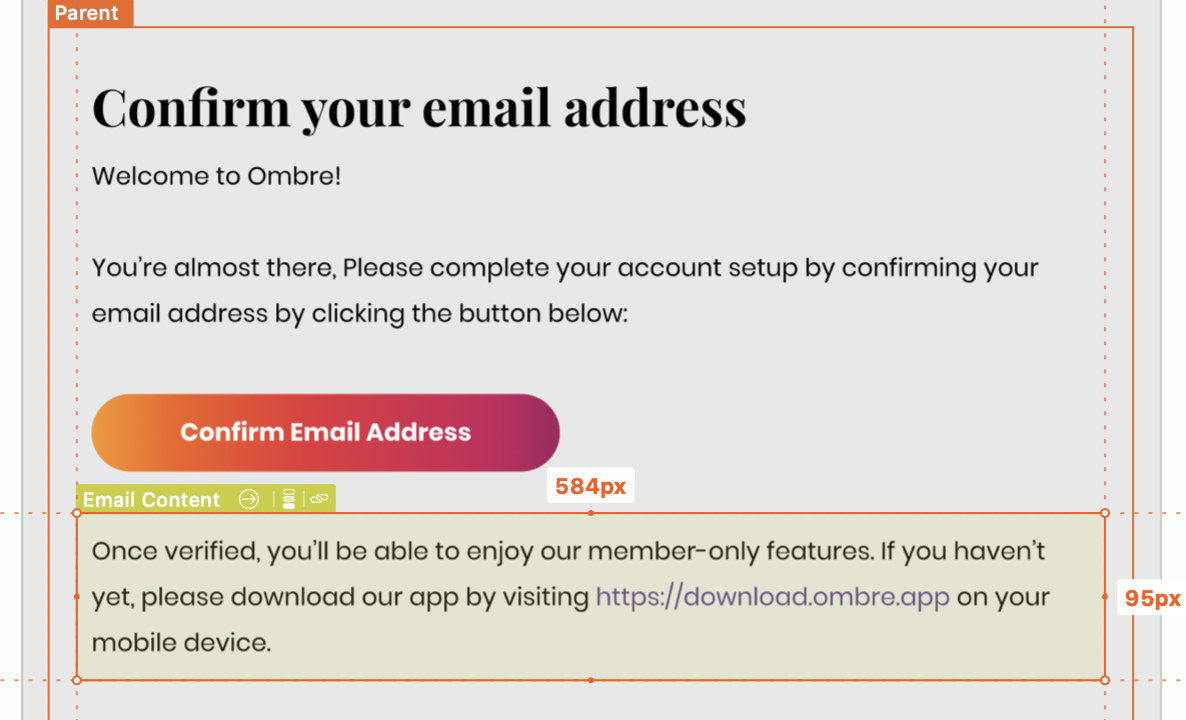 Parent
Confirm your email address
Welcome to Ombre!
You’re almost there, Please complete your account setup by confirming your
email address by clicking the button below:
Confirm Email Address
584px
Email Content
Once verified, you’ll be able to enjoy our member-only features. If you haven’t
yet, please download our app by visiting https://download.ombre.app on your
95px
mobile device.